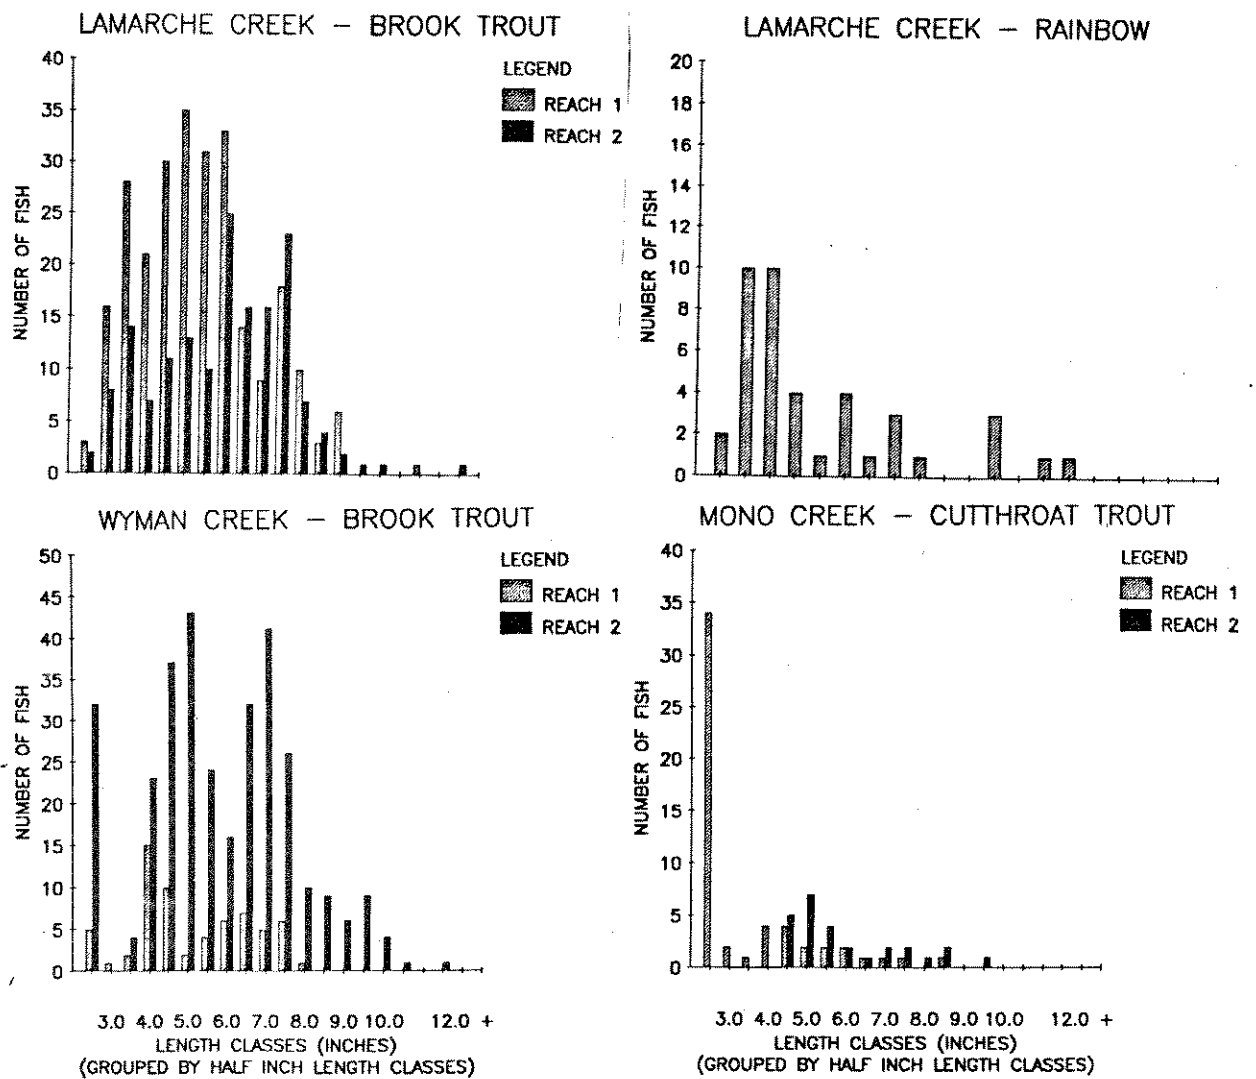 LAMARCHE CREEK – BROOK TROUT
40
35
30
25
20
15
10
5
0
NUMBER OF FISH
LEGEND
REACH 1
REACH 2
LAMARCHE CREEK – RAINBOW
20
18
16
14
12
10
8
6
4
2
0
NUMBER OF FISH
WYMAN CREEK – BROOK TROUT
50
45
40
35
30
25
20
15
10
5
0
NUMBER OF FISH
LEGEND
REACH 1
REACH 2
3.0 4.0 5.0 6.0 7.0 8.0 9.0 10.0 12.0 +
LENGTH CLASSES (INCHES)
(GROUPED BY HALF INCH LENGTH CLASSES)
MONO CREEK – CUTTHROAT TROUT
40
35
30
25
20
15
10
5
0
NUMBER OF FISH
LEGEND
REACH 1
REACH 2
3.0 4.0 5.0 6.0 7.0 8.0 9.0 10.0 12.0 +
LENGTH CLASSES (INCHES)
(GROUPED BY HALF INCH LENGTH CLASSES)